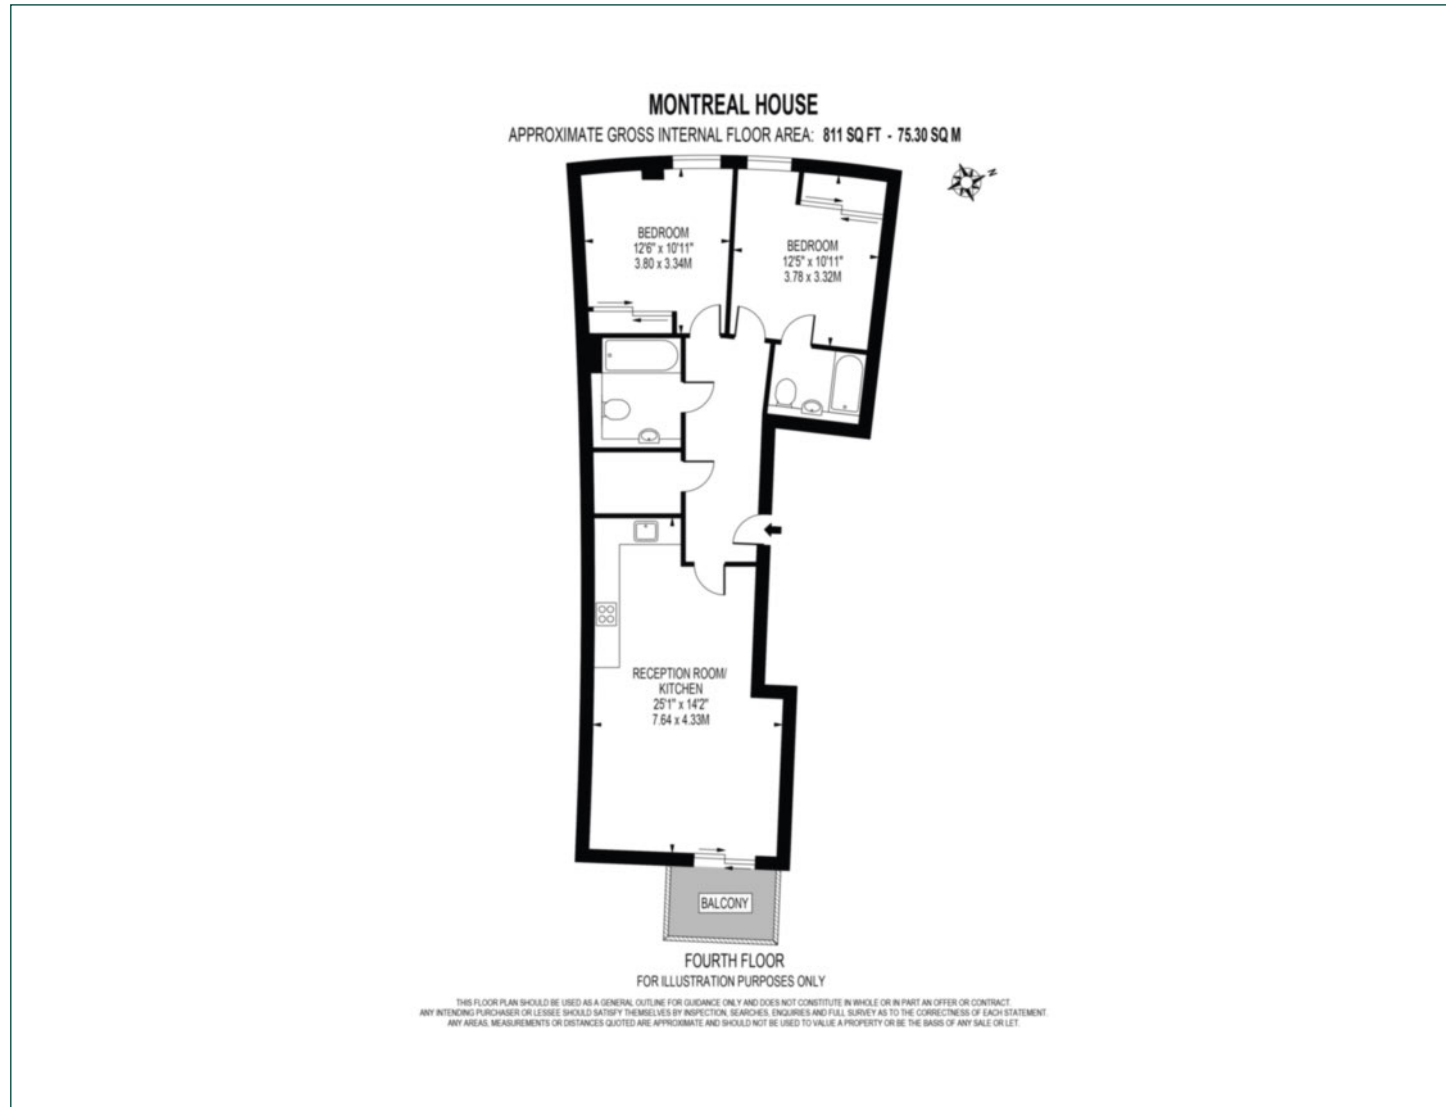 MONTREAL HOUSE
APPROXIMATE GROSS INTERNAL FLOOR AREA: 811 SQ FT - 75.30 SQ M
N
BEDROOM
12'6" x 10'11"
3.80 x 3.34M
BEDROOM
12'5" x 10'11"
3.78 x 3.32M
RECEPTION ROOM/
KITCHEN
25'1" x 14'2"
7.64 x 4.33M
BALCONY
FOURTH FLOOR
FOR ILLUSTRATION PURPOSES ONLY
THIS FLOOR PLAN SHOULD BE USED AS A GENERAL OUTLINE FOR GUIDANCE ONLY AND DOES NOT CONSTITUTE IN WHOLE OR IN PART AN OFFER OR CONTRACT.
ANY INTENDING PURCHASER OR LESSEE SHOULD SATISFY THEMSELVES BY INSPECTION, SEARCHES, ENQUIRIES AND FULL SURVEY AS TO THE CORRECTNESS OF EACH STATEMENT.
ANY AREAS, MEASUREMENTS OR DISTANCES QUOTED ARE APPROXIMATE AND SHOULD NOT BE USED TO VALUE A PROPERTY OR BE THE BASIS OF ANY SALE OR LET.